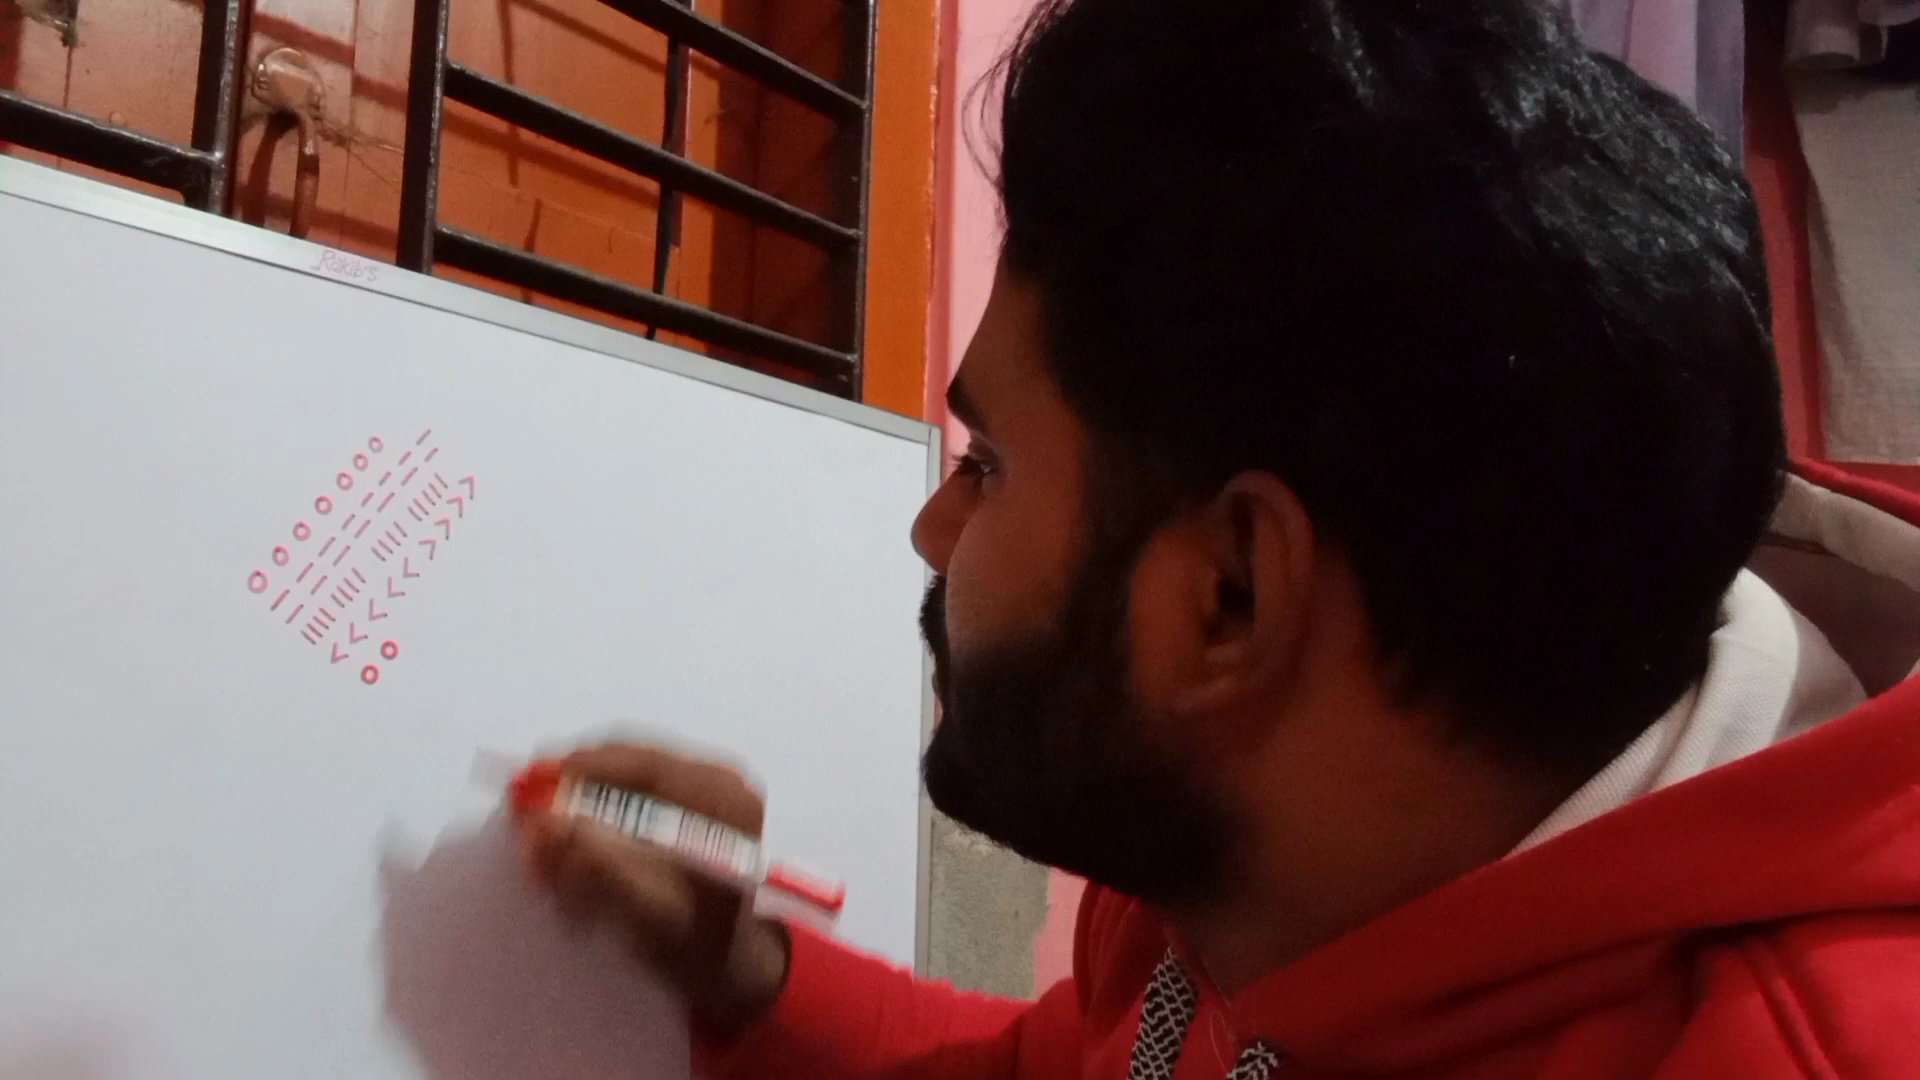 Rakib's
O O O O O O O
— — — — — — — —
— — — — — — — —
|||| |||| |||| ||||
< < < < < > > > >
O O